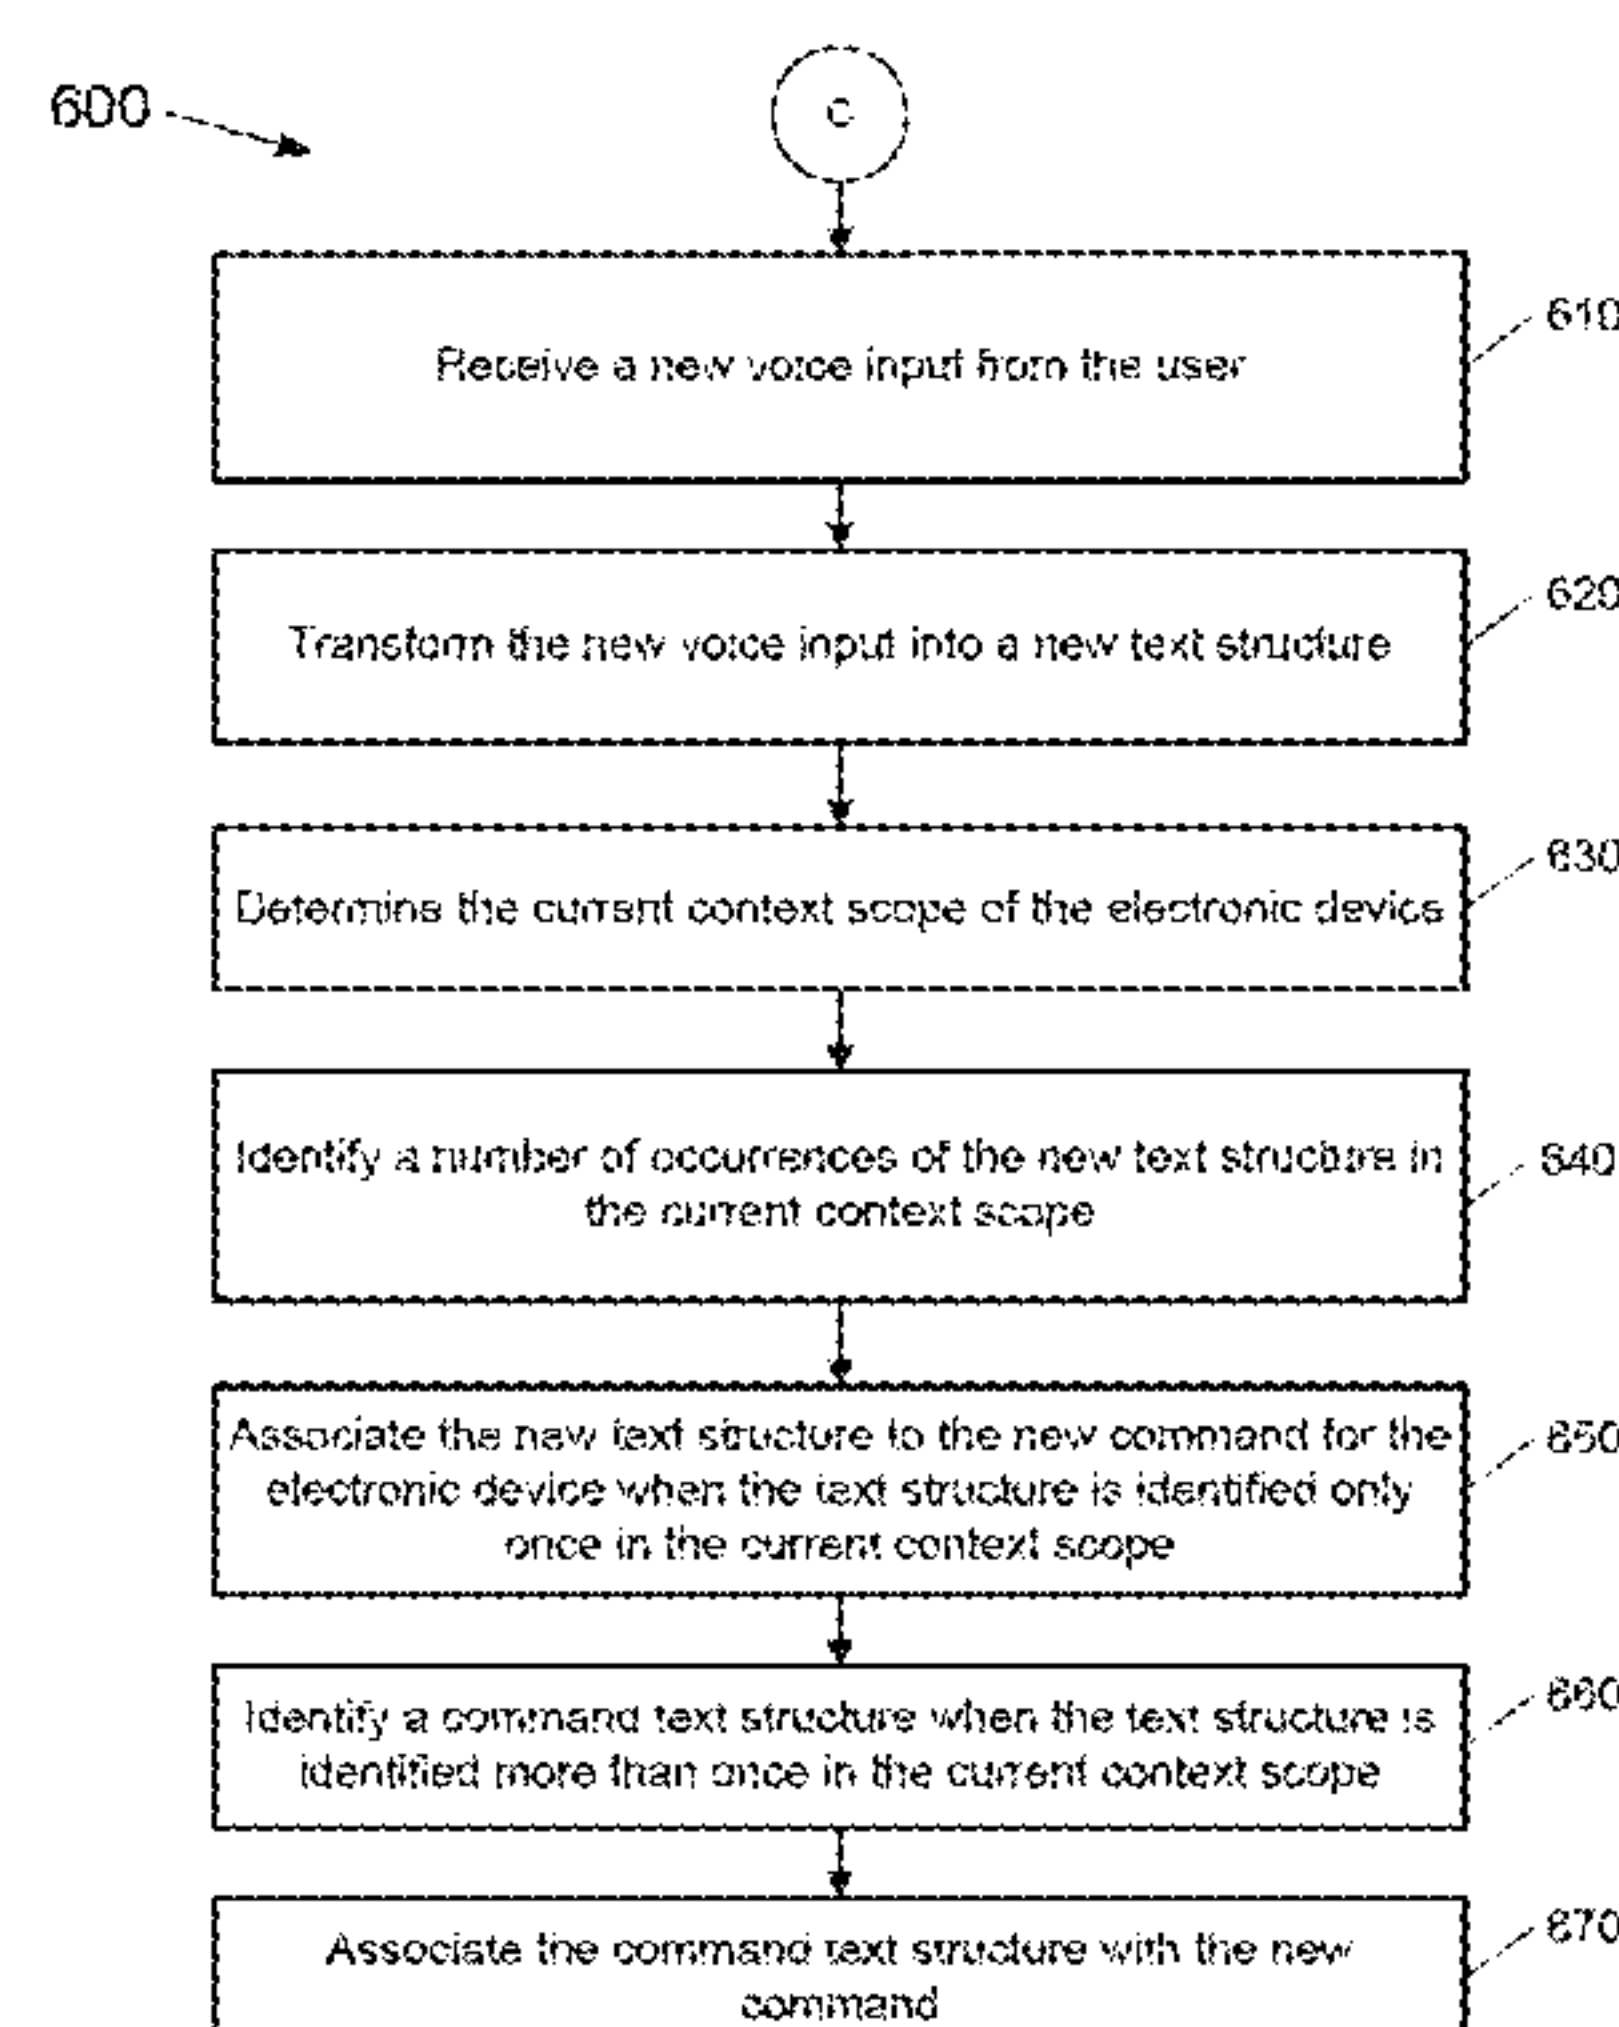 600
C
Receive a new voice input from the user
610
Transform the new voice input into a new text structure
620
Determine the current context scope of the electronic device
630
Identify a number of occurrences of the new text structure in
the current context scope
640
Associate the new text structure to the new command for the
electronic device when the text structure is identified only
once in the current context scope
650
Identify a command text structure when the text structure is
identified more than once in the current context scope
660
Associate the command text structure with the new
command
670